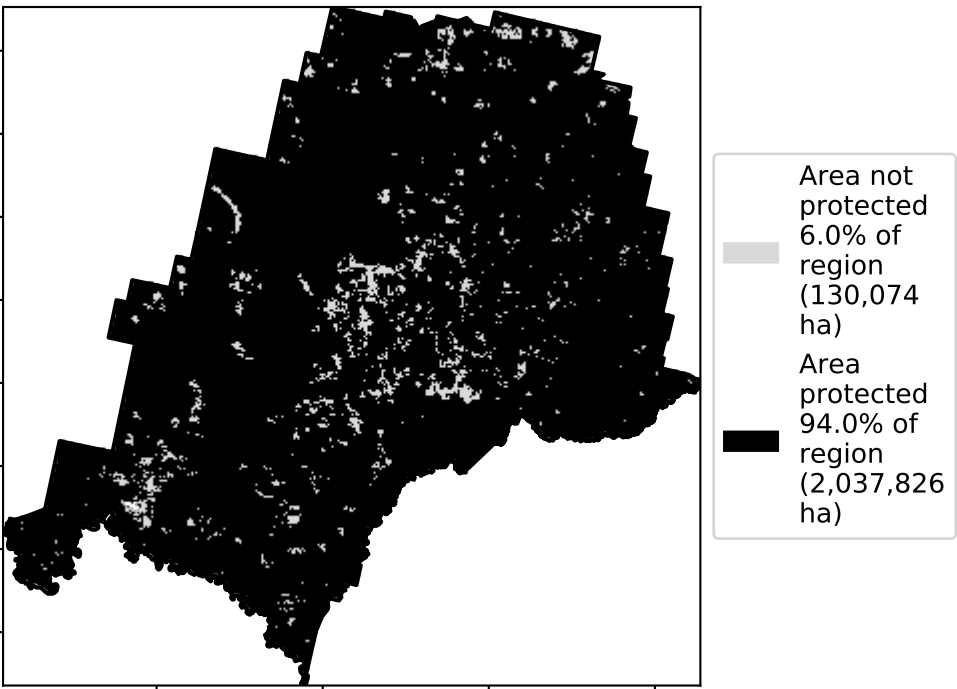 Area not
protected
6.0% of
region
(130,074
ha)
Area
protected
94.0% of
region
(2,037,826
ha)